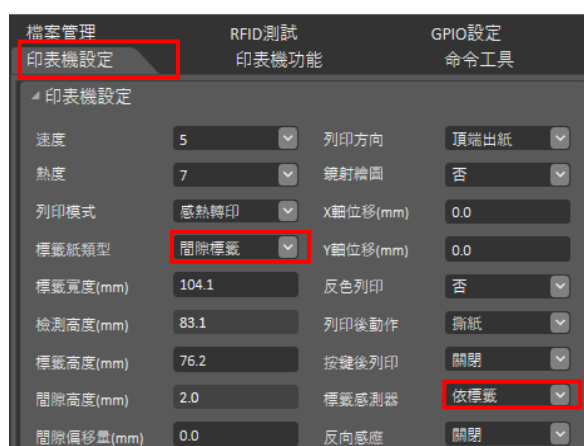 檔案管理 RFID測試 GPIO設定
印表機設定 印表機功能 命令工具
印表機設定
速度 5 列印方向 頂端出紙
熱度 7 鏡射繪圖 否
列印模式 感熱轉印 X軸位移(mm) 0.0
標籤紙類型 間隙標籤 Y軸位移(mm) 0.0
標籤寬度(mm) 104.1 反色列印 否
檢測高度(mm) 83.1 列印後動作 撕紙
標籤高度(mm) 76.2 按鍵後列印 關閉
間隙高度(mm) 2.0 標籤感測器 依標籤
間隙偏移量(mm) 0.0 反向感應 關閉